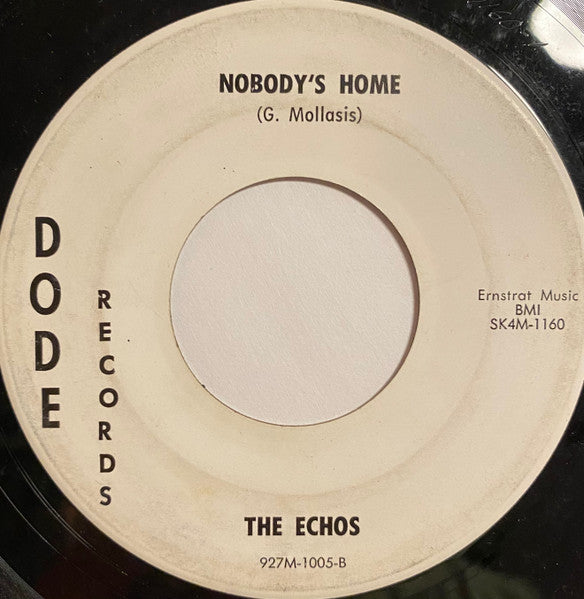 NOBODY'S HOME
(G. Mollasis)
DODE
RECORDS
Ernstrat Music
BMI
SK4M-1160
THE ECHOS
927M-1005-B